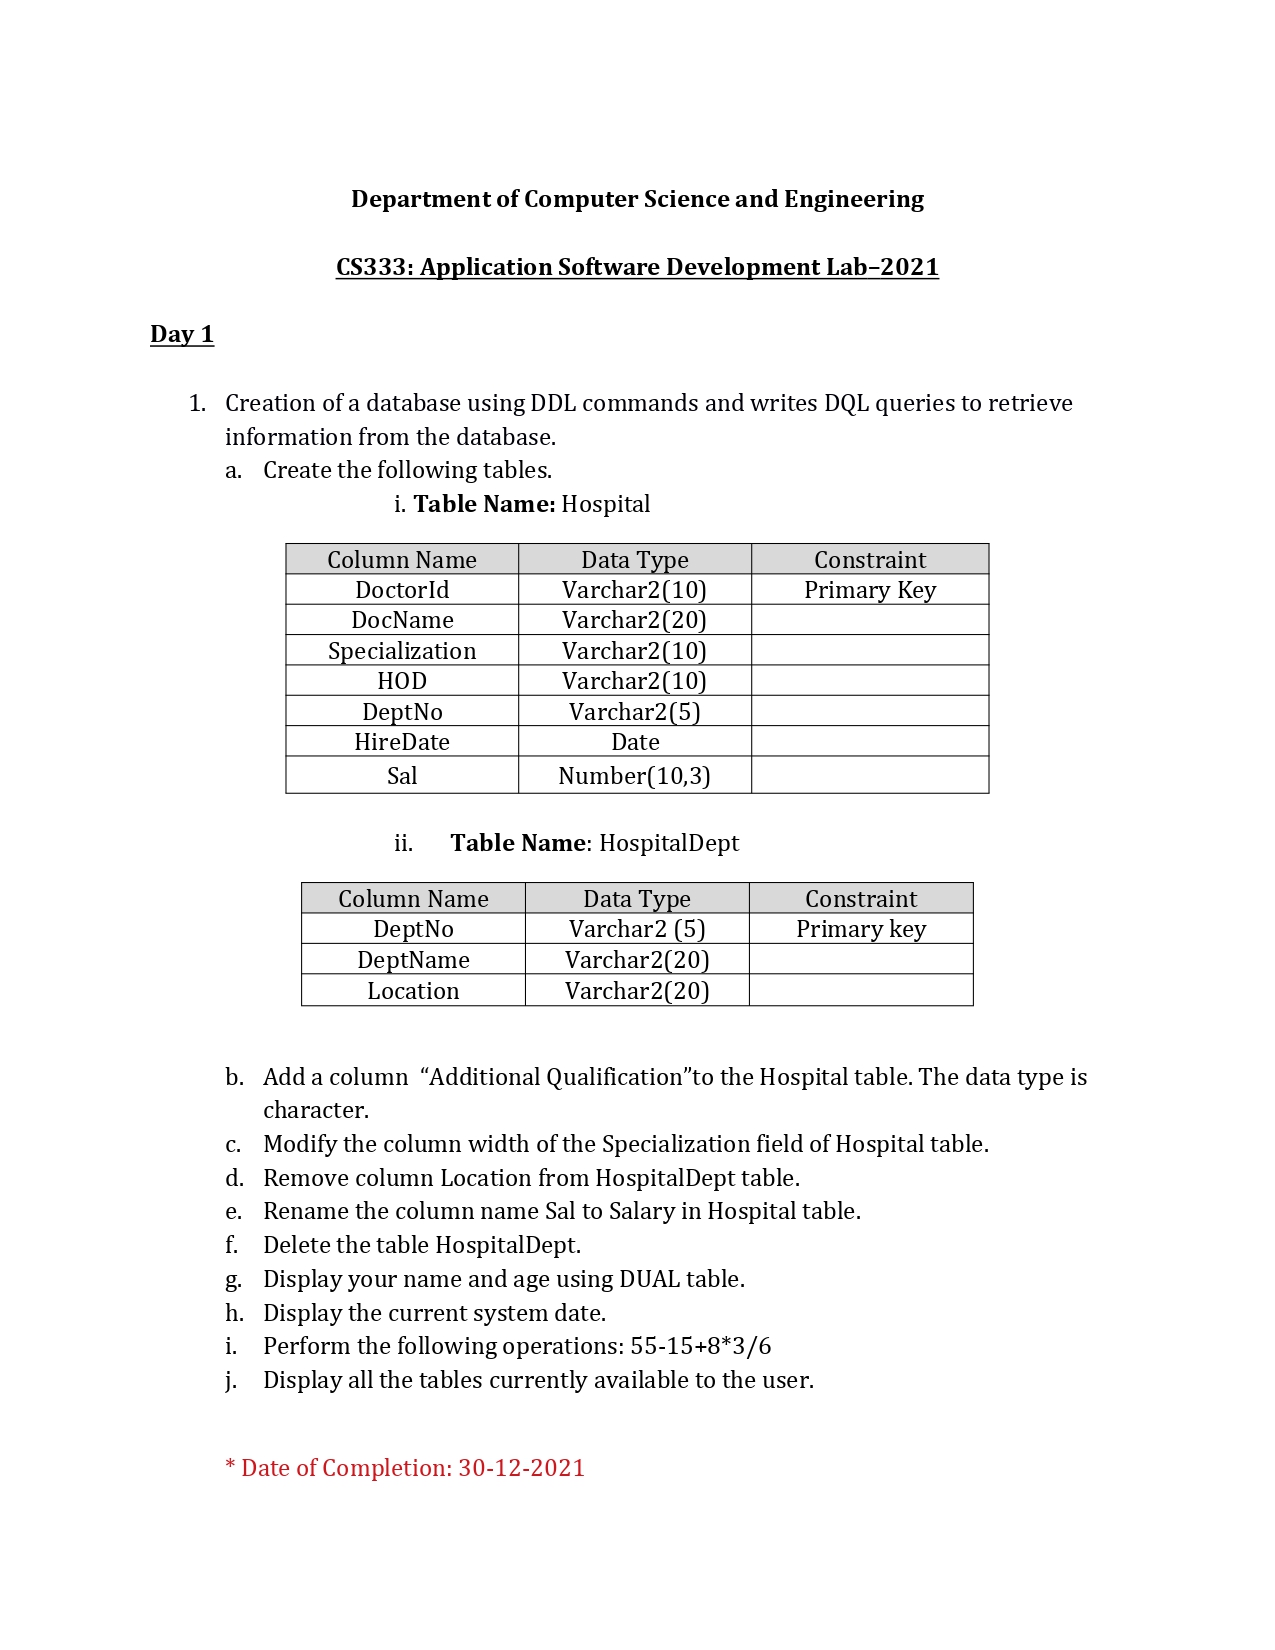 Department of Computer Science and Engineering
CS333: Application Software Development Lab–2021
Day 1
1. Creation of a database using DDL commands and writes DQL queries to retrieve
information from the database.
a. Create the following tables.
i. Table Name: Hospital
Column Name Data Type Constraint
DoctorId Varchar2(10) Primary Key
DocName Varchar2(20)
Specialization Varchar2(10)
HOD Varchar2(10)
DeptNo Varchar2(5)
HireDate Date
Sal Number(10,3)
ii. Table Name: HospitalDept
Column Name Data Type Constraint
DeptNo Varchar2 (5) Primary key
DeptName Varchar2(20)
Location Varchar2(20)
b. Add a column “Additional Qualification”to the Hospital table. The data type is
character.
c. Modify the column width of the Specialization field of Hospital table.
d. Remove column Location from HospitalDept table.
e. Rename the column name Sal to Salary in Hospital table.
f. Delete the table HospitalDept.
g. Display your name and age using DUAL table.
h. Display the current system date.
i. Perform the following operations: 55-15+8*3/6
j. Display all the tables currently available to the user.
* Date of Completion: 30-12-2021